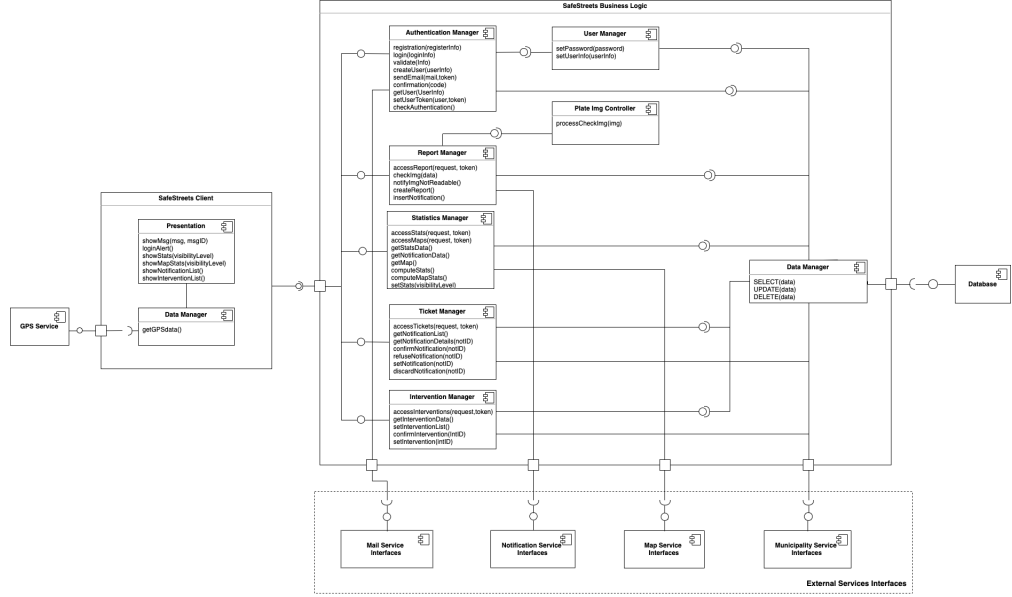 SafeStreets Business Logic
Authentication Manager
registration(registerInfo)
login(loginInfo)
validate(Info)
createUser(userInfo)
sendEmail(mail,token)
confirmation(code)
getUser(UserInfo)
setUserToken(user,token)
checkAuthentication()
User Manager
setPassword(password)
setUserInfo(userInfo)
Plate Img Controller
processCheckImg(img)
Report Manager
accessReport(request, token)
checkImg(data)
notifyImgNotReadable()
createReport()
insertNotification()
SafeStreets Client
Presentation
showMsg(msg, msgID)
loginAlert()
showStats(visibilityLevel)
showMapStats(visibilityLevel)
showNotificationList()
showInterventionList()
Data Manager
getGPSdata()
GPS Service
Statistics Manager
accessStats(request, token)
accessMaps(request, token)
getStatsData()
getNotificationData()
getMap()
computeStats()
computeMapStats()
setStats(visibilityLevel)
Data Manager
SELECT(data)
UPDATE(data)
DELETE(data)
Database
Ticket Manager
accessTickets(request, token)
getNotificationList()
getNotificationDetails(notID)
confirmNotification(notID)
refuseNotification(notID)
setNotification(notID)
discardNotification(notID)
Intervention Manager
accessInterventions(request,token)
getInterventionData()
setInterventionList()
confirmIntervention(IntID)
setIntervention(intID)
Mail Service
Interfaces
Notification Service
Interfaces
Map Service
Interfaces
Municipality Service
Interfaces
External Services Interfaces